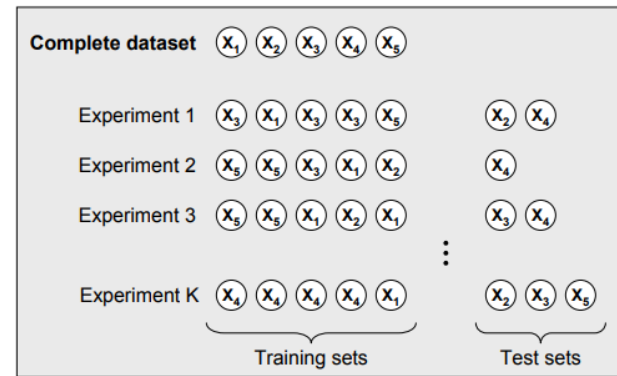 Complete dataset X₁ X₂ X₃ X₄ X₅
Experiment 1 X₃ X₁ X₃ X₃ X₅ X₂ X₄
Experiment 2 X₅ X₅ X₃ X₁ X₂ X₄
Experiment 3 X₅ X₅ X₁ X₂ X₁ X₃ X₄
⋮
Experiment K X₄ X₄ X₄ X₄ X₁ X₂ X₃ X₅
Training sets Test sets